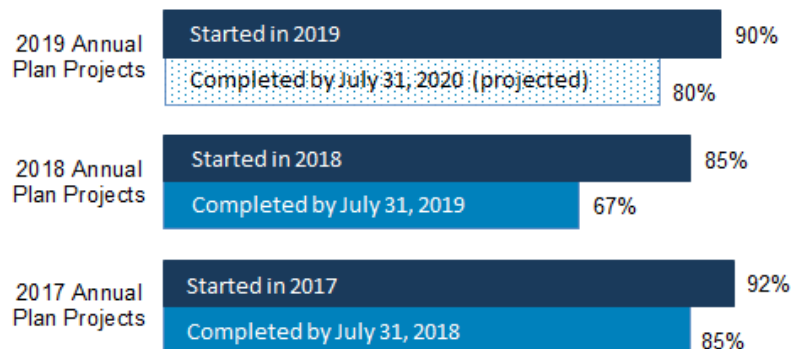 2019 Annual
Plan Projects
Started in 2019
90%
Completed by July 31, 2020 (projected)
80%
2018 Annual
Plan Projects
Started in 2018
85%
Completed by July 31, 2019
67%
2017 Annual
Plan Projects
Started in 2017
92%
Completed by July 31, 2018
85%